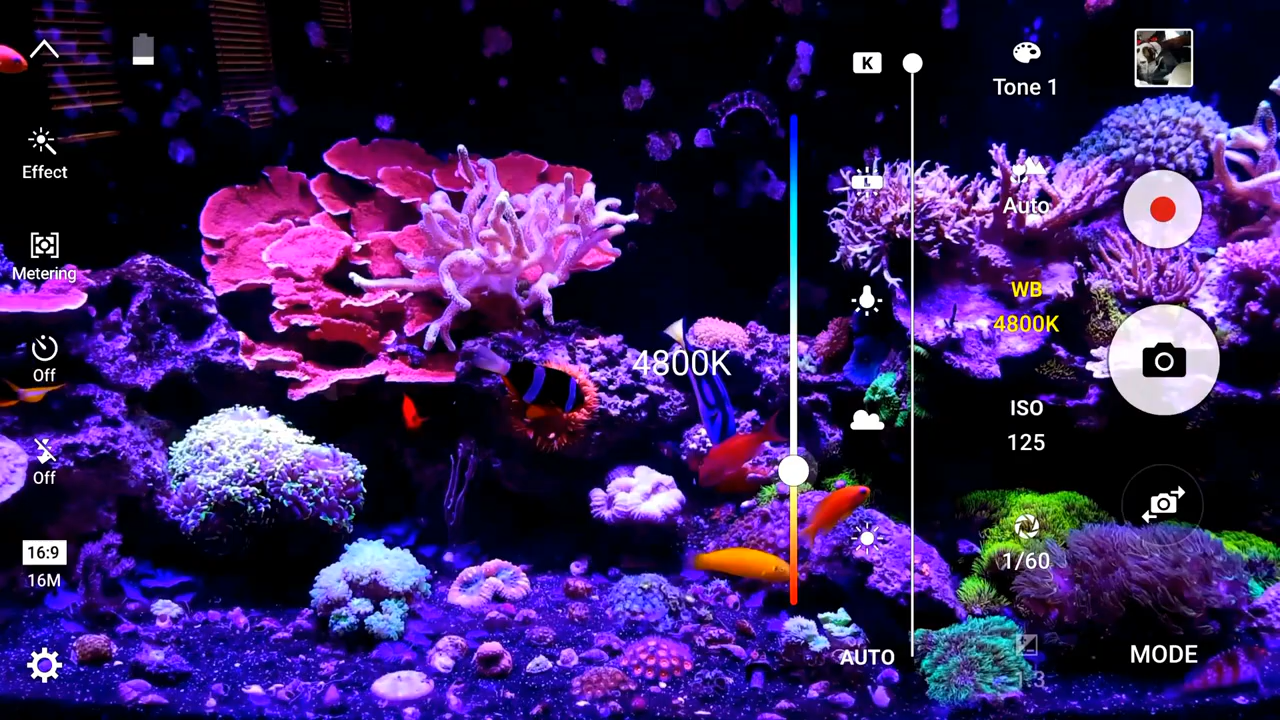 Effect
Metering
Off
Off
16:9
16M
4800K
K
L
AUTO
Tone 1
Auto
WB
4800K
ISO
125
1/60
MODE